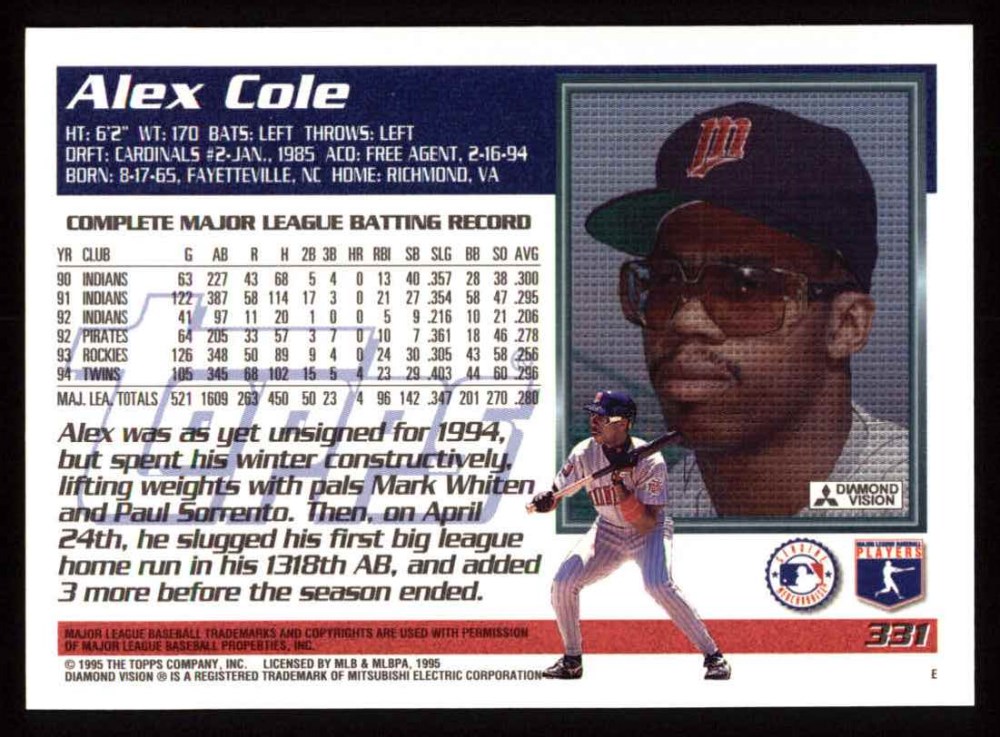 Alex Cole
HT: 6'2" WT: 170 BATS: LEFT THROWS: LEFT
DRFT: CARDINALS #2-JAN., 1985 ACQ: FREE AGENT, 2-16-94
BORN: 8-17-65, FAYETTEVILLE, NC HOME: RICHMOND, VA
COMPLETE MAJOR LEAGUE BATTING RECORD
YR CLUB G AB R H 2B 3B HR RBI SB SLG BB SO AVG
90 INDIANS 63 227 43 68 5 4 0 13 40 .357 28 38 .300
91 INDIANS 122 387 58 114 17 3 0 21 27 .354 58 47 .295
92 INDIANS 41 97 11 20 1 0 0 5 9 .216 10 21 .206
92 PIRATES 64 205 33 57 3 7 0 10 7 .361 18 46 .278
93 ROCKIES 126 348 50 89 9 4 0 24 30 .305 43 58 .256
94 TWINS 105 345 68 102 15 5 4 23 29 .403 44 60 .296
MAJ. LEA. TOTALS 521 1609 263 450 50 23 4 96 142 .347 201 270 .280
topps
Alex was as yet unsigned for 1994,
but spent his winter constructively,
lifting weights with pals Mark Whiten
and Paul Sorrento. Then, on April
24th, he slugged his first big league
home run in his 1318th AB, and added
3 more before the season ended.
m
DIAMOND
VISION
GENUINE
MERCHANDISE
MAJOR LEAGUE BASEBALL
PLAYERS
MAJOR LEAGUE BASEBALL TRADEMARKS AND COPYRIGHTS ARE USED WITH PERMISSION
OF MAJOR LEAGUE BASEBALL PROPERTIES, INC.
331
© 1995 THE TOPPS COMPANY, INC. LICENSED BY MLB & MLBPA, 1995
DIAMOND VISION ® IS A REGISTERED TRADEMARK OF MITSUBISHI ELECTRIC CORPORATION
E